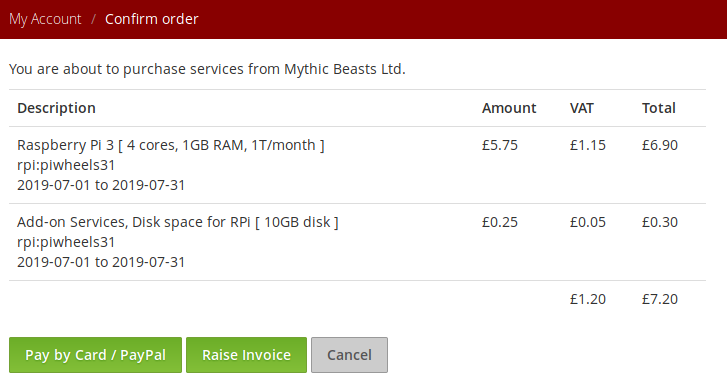 My Account / Confirm order
You are about to purchase services from Mythic Beasts Ltd.
Description Amount VAT Total
Raspberry Pi 3 [ 4 cores, 1GB RAM, 1T/month ] £5.75 £1.15 £6.90
rpi:piwheels31
2019-07-01 to 2019-07-31
Add-on Services, Disk space for RPi [ 10GB disk ] £0.25 £0.05 £0.30
rpi:piwheels31
2019-07-01 to 2019-07-31
£1.20 £7.20
Pay by Card / PayPal Raise Invoice Cancel